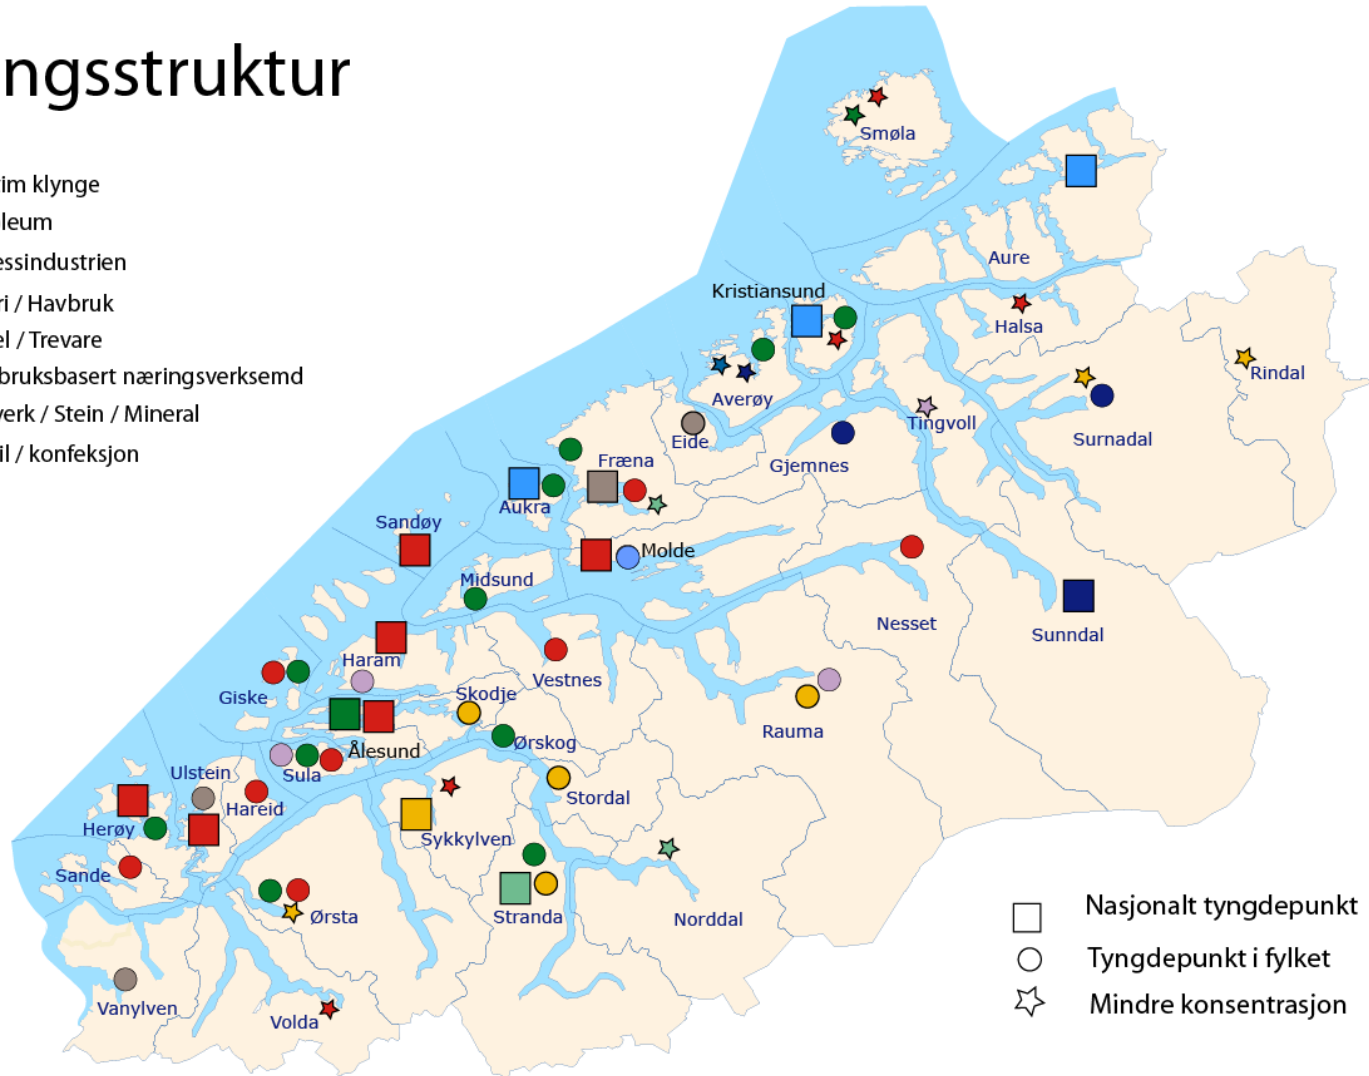 ngsstruktur
im klynge
leum
essindustrien
ri / Havbruk
el / Trevare
bruksbasert næringsverksemd
verk / Stein / Mineral
il / konfeksjon
Smøla
Aure
Kristiansund
Halsa
Rindal
Averøy
Tingvoll
Surnadal
Eide
Gjemnes
Fræna
Aukra
Sandøy
Molde
Midsund
Nesset
Sunndal
Haram
Vestnes
Giske
Skodje
Rauma
Ørskog
Ålesund
Ulstein
Sula
Hareid
Stordal
Herøy
Sykkylven
Sande
Ørsta
Stranda
Norddal
Vanylven
Volda
Nasjonalt tyngdepunkt
Tyngdepunkt i fylket
Mindre konsentrasjon